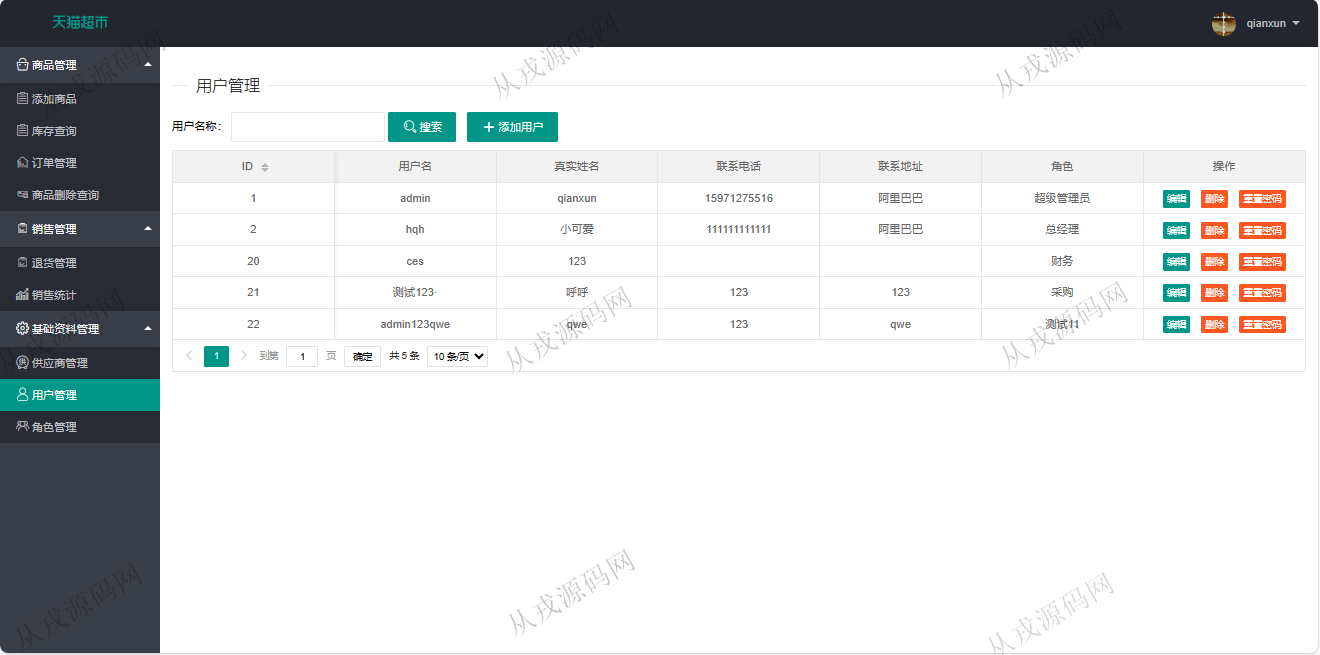 天猫超市
qianxun
商品管理
添加商品
库存查询
订单管理
商品删除查询
销售管理
退货管理
销售统计
基础资料管理
供应商管理
用户管理
角色管理
用户管理
用户名称：
搜索
添加用户
ID 用户名 真实姓名 联系电话 联系地址 角色 操作
1 admin qianxun 15971275516 阿里巴巴 超级管理员 编辑 删除 重置密码
2 hqh 小可爱 111111111111 阿里巴巴 总经理 编辑 删除 重置密码
20 ces 123 财务 编辑 删除 重置密码
21 测试123· 呼呼 123 123 采购 编辑 删除 重置密码
22 admin123qwe qwe 123 qwe 测试11 编辑 删除 重置密码
1 到第 1 页 确定 共 5 条 10 条/页
从戎源码网
从戎源码网
从戎源码网
从戎源码网
从戎源码网
从戎源码网
从戎源码网
从戎源码网
从戎源码网